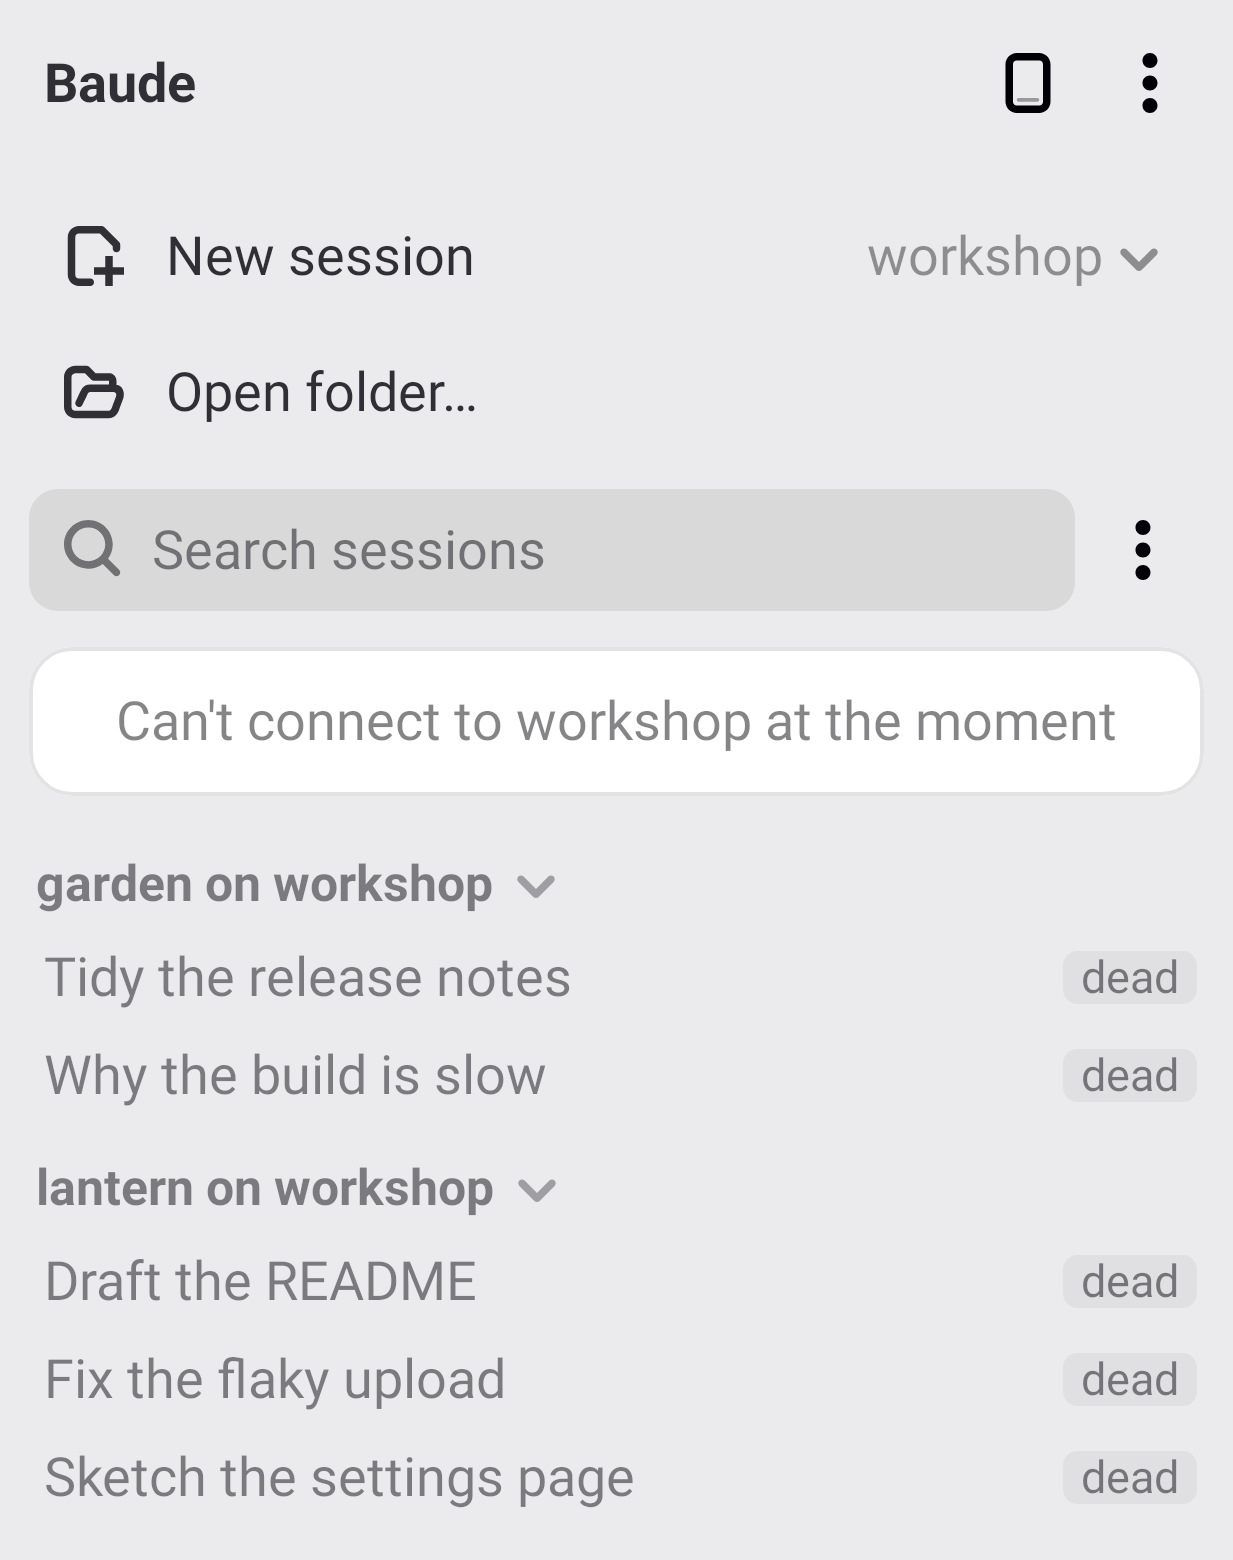 Baude
New session workshop
Open folder...
Search sessions
Can't connect to workshop at the moment
garden on workshop
Tidy the release notes dead
Why the build is slow dead
lantern on workshop
Draft the README dead
Fix the flaky upload dead
Sketch the settings page dead